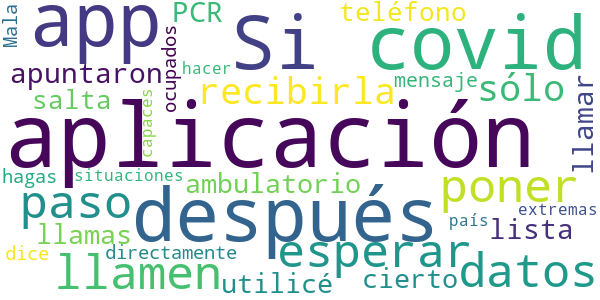 Mala
app
Si
PCR
teléfono
covid
ocupados
apuntaron
hacer
recibirla
mensaje
sólo
llamar
salta
capaces
aplicación
hagas
situaciones
ambulatorio
poner
paso
después
país
extremas
lista
llamas
dice
directamente
esperar
llamen
utilicé
cierto
datos